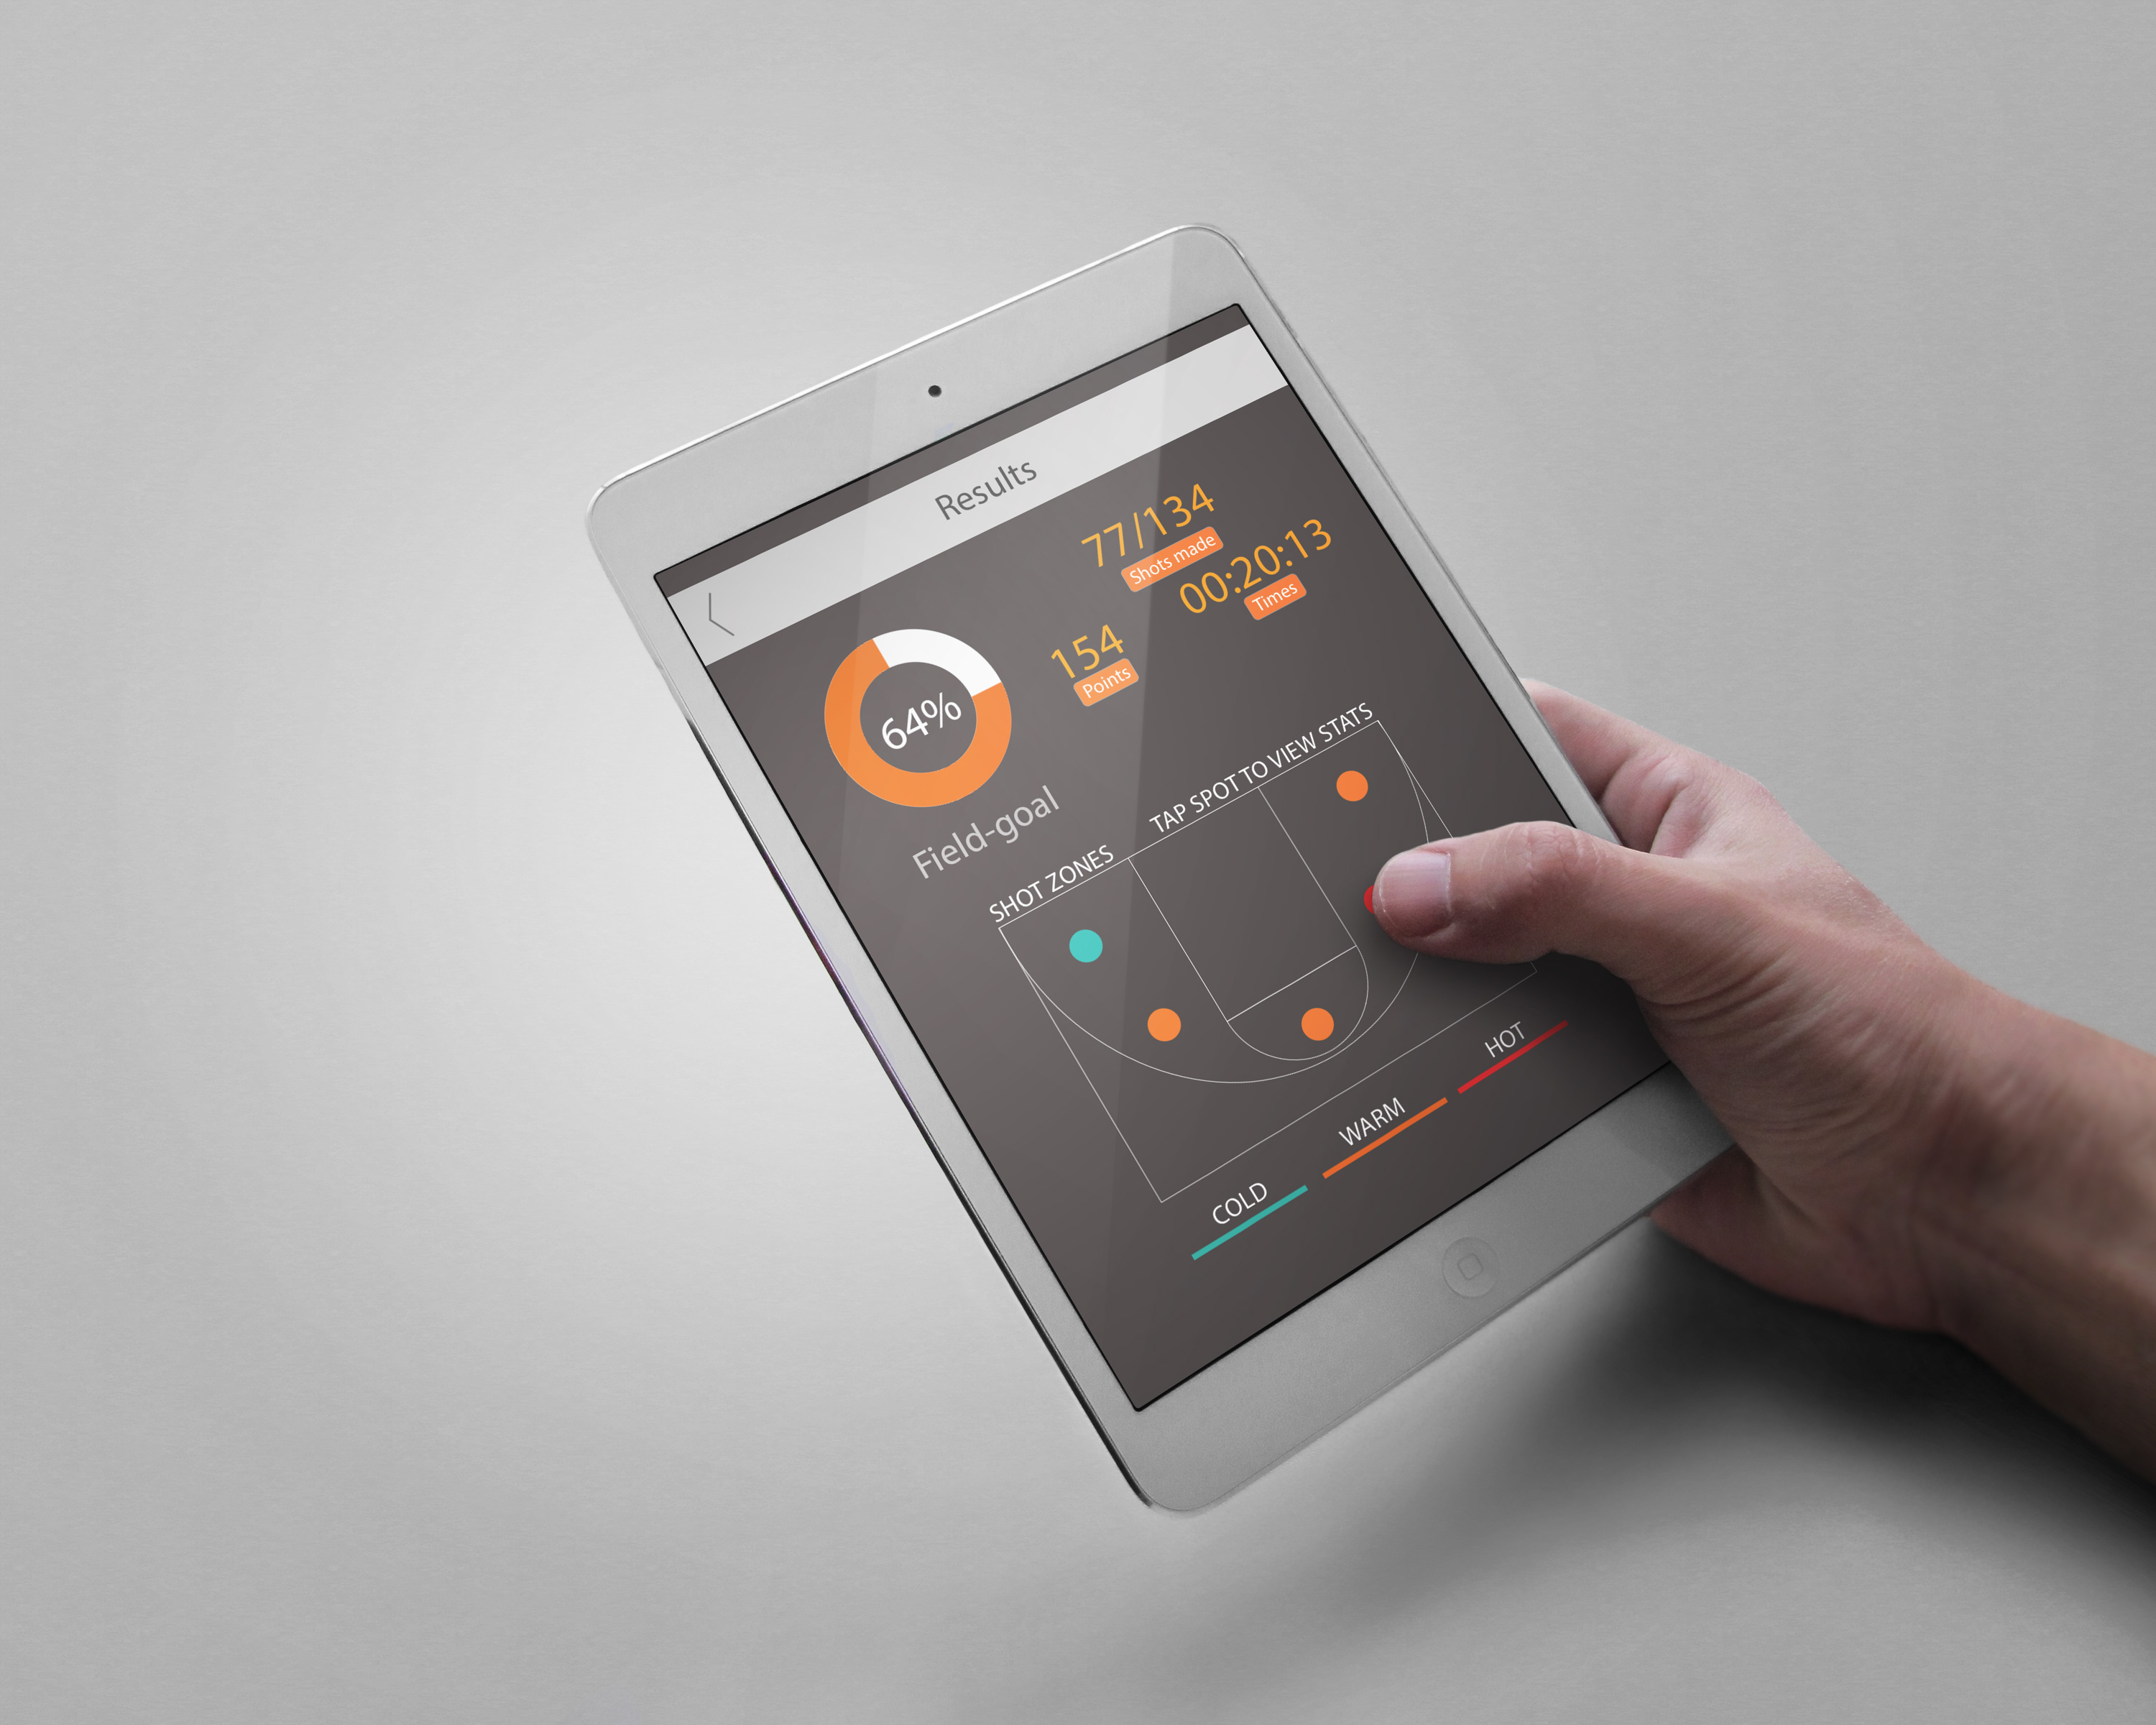 Results
64%
Field-goal
77/134
Shots made
154
Points
00:20:13
Times
SHOT ZONES
TAP SPOT TO VIEW STATS
COLD
WARM
HOT